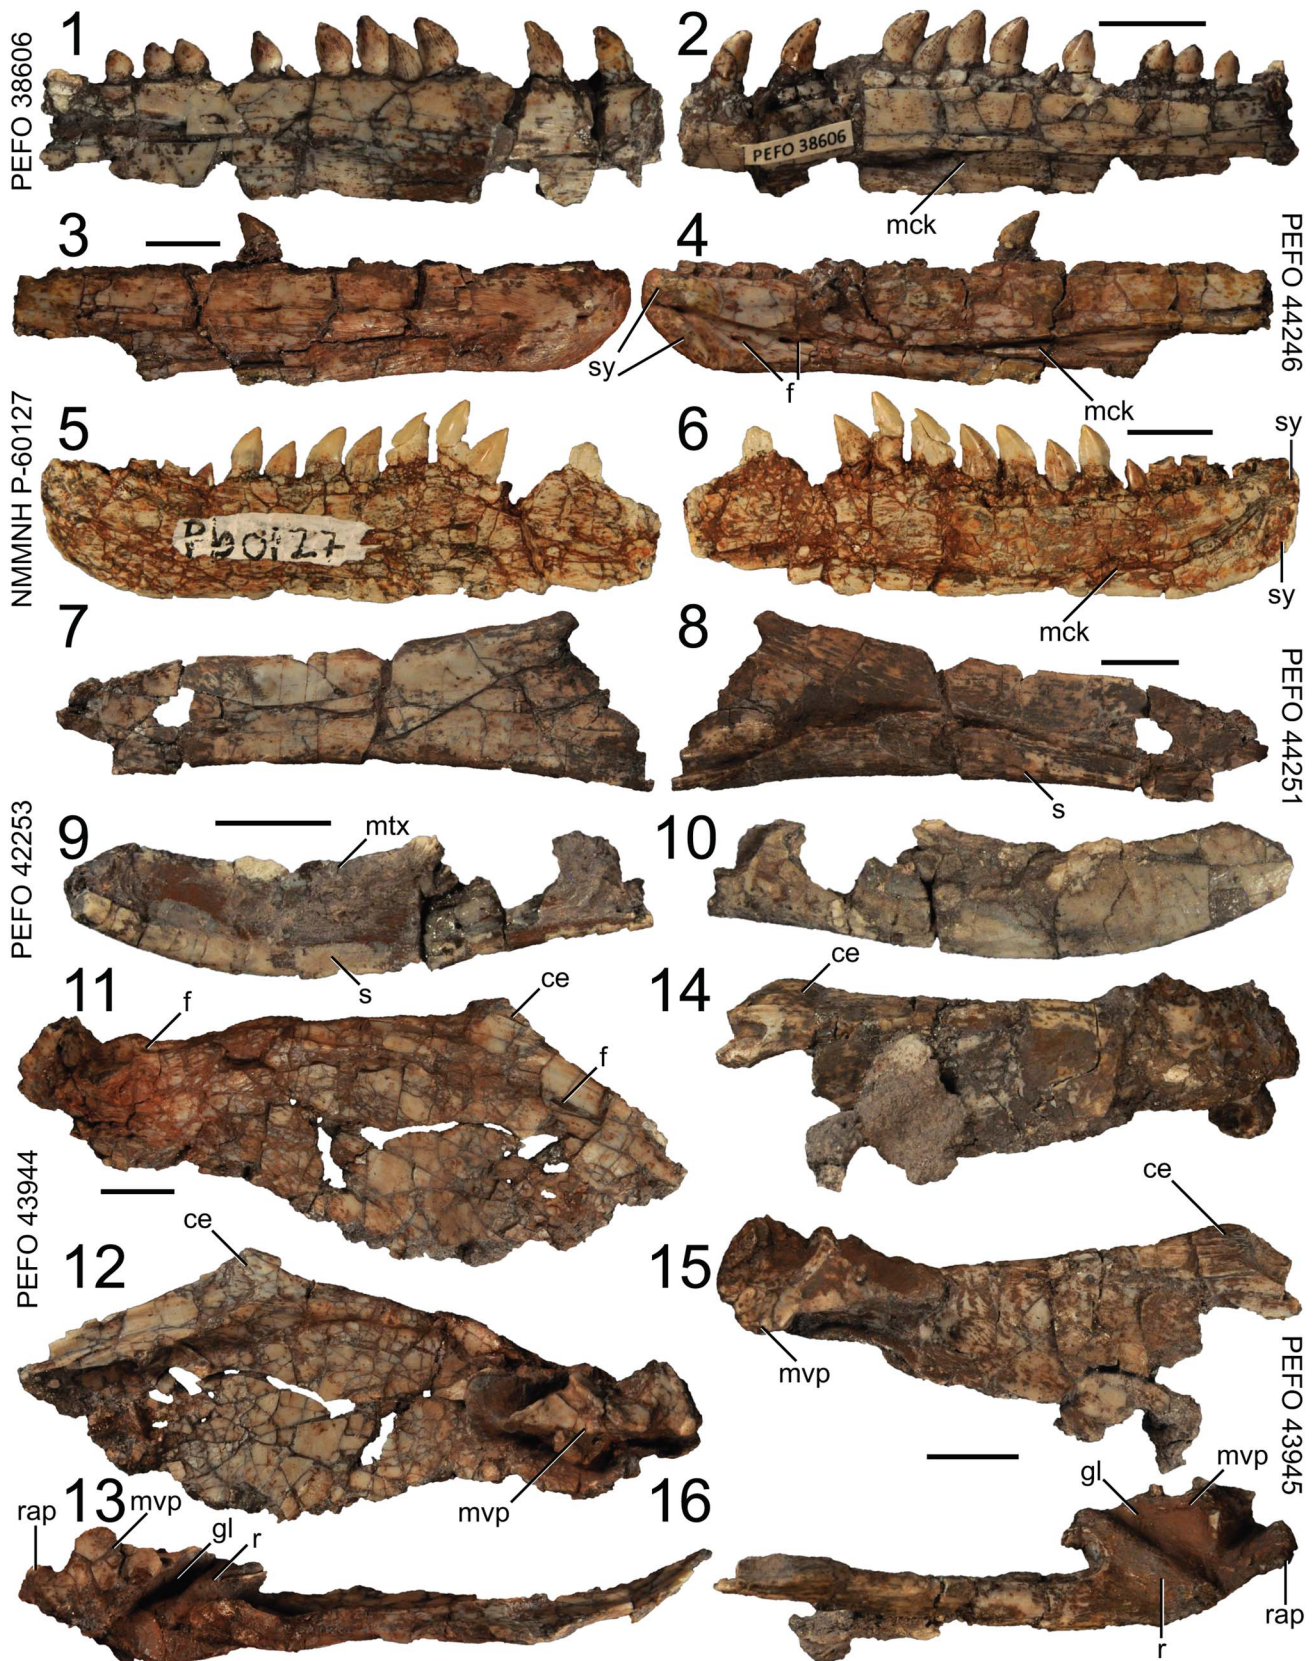 1
2
PEFO 38606
PEFO 38606
mck
3
4
PEFO 44246
sy
f
mck
NMMNH P-60127
5
6
sy
P60127
mck
sy
7
8
PEFO 44251
s
PEFO 42253
9
mtx
10
s
11
f
ce
f
14
ce
PEFO 43944
ce
12
mvp
15
ce
mvp
PEFO 43945
13
rap
mvp
gl
r
16
gl
mvp
r
rap